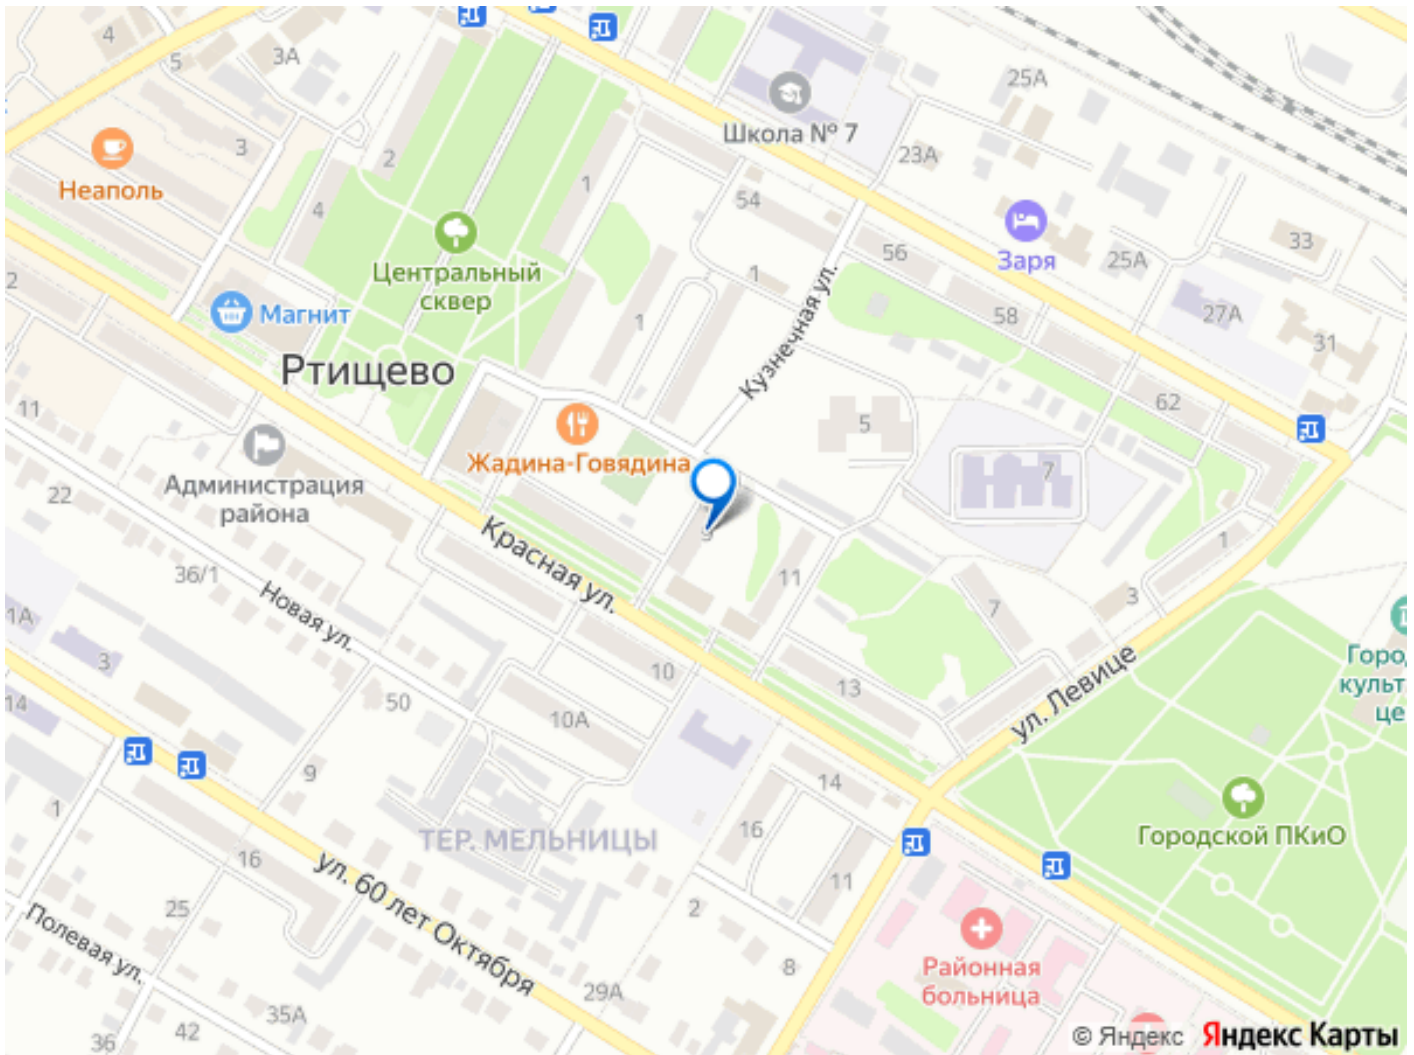 4
5
3А
25А
Школа № 7
3
2
Неаполь
1
23А
4
54
33
Центральный
сквер
Заря
25А
56
1
2
Магнит
1
58
27А
31
Ртищево
Кузнечная ул.
62
11
5
Жадина-Говядина
7
Администрация
района
22
9
Красная ул.
1
36/1
11
Новая ул.
3
7
1А
Горо
культ
це
3
10
13
ул. Левице
50
14
10А
9
14
1
16
Городской ПКиО
ТЕР. МЕЛЬНИЦЫ
16
ул. 60 лет Октября
11
25
2
Полевая ул.
8
Районная
больница
29А
35А
42
36
© Яндекс Яндекс Карты